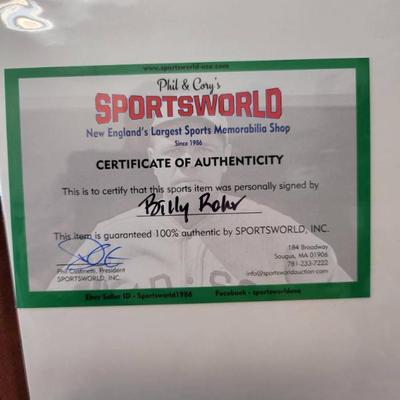 www.sportsworld-usa.com
Phil & Cory's
SPORTSWORLD
New England's Largest Sports Memorabilia Shop
Since 1986
CERTIFICATE OF AUTHENTICITY
This is to certify that this sports item was personally signed by
Billy Rohr
This item is guaranteed 100% authentic by SPORTSWORLD, INC.
Phil Castinetti, President
SPORTSWORLD, INC.
184 Broadway
Saugus, MA 01906
781-233-7222
info@sportsworldauction.com
Ebay Seller ID - Sportsworld1986 Facebook - sportsworldusa